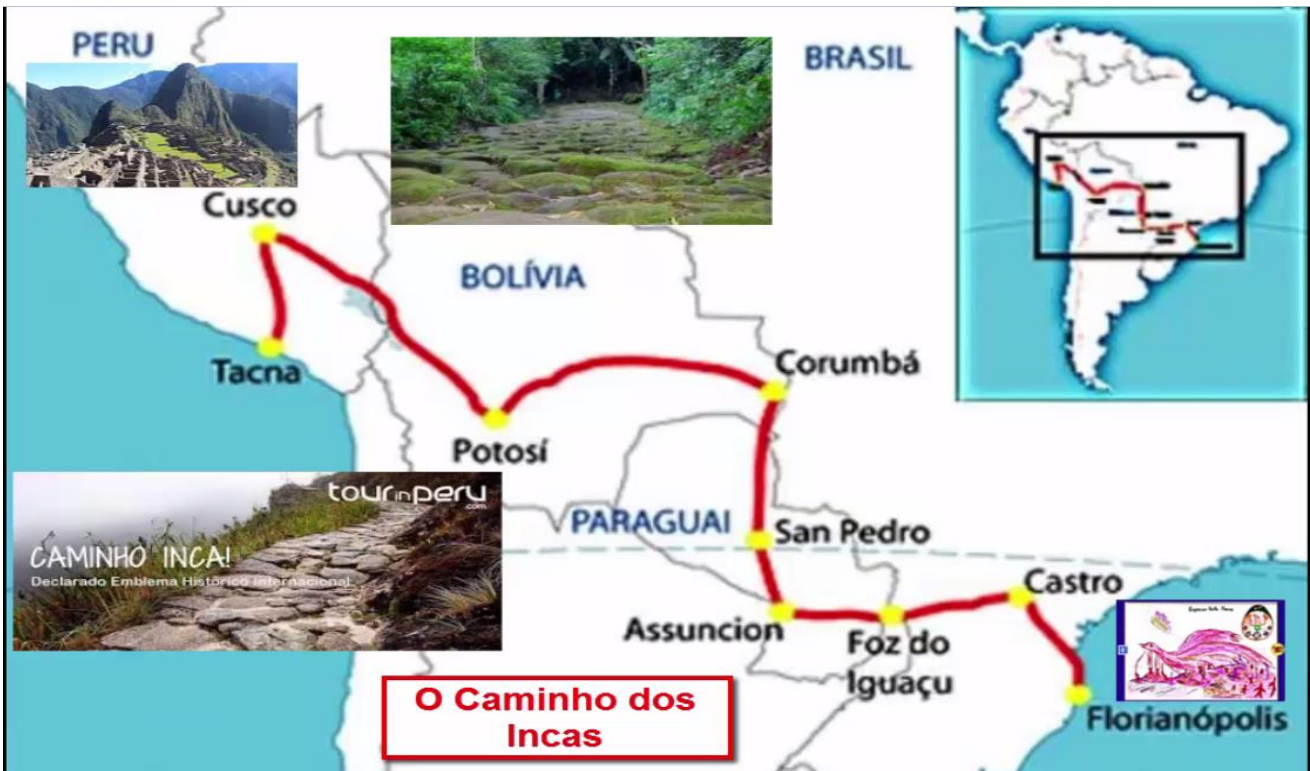 PERU
BRASIL
Cusco
BOLÍVIA
Tacna
Corumbá
Potosí
tourinperu
.com
CAMINHO INCA!
Declarado Emblema Histórico Internacional
PARAGUAI
San Pedro
Castro
Assuncion
Foz do
Iguaçu
O Caminho dos
Incas
Florianópolis